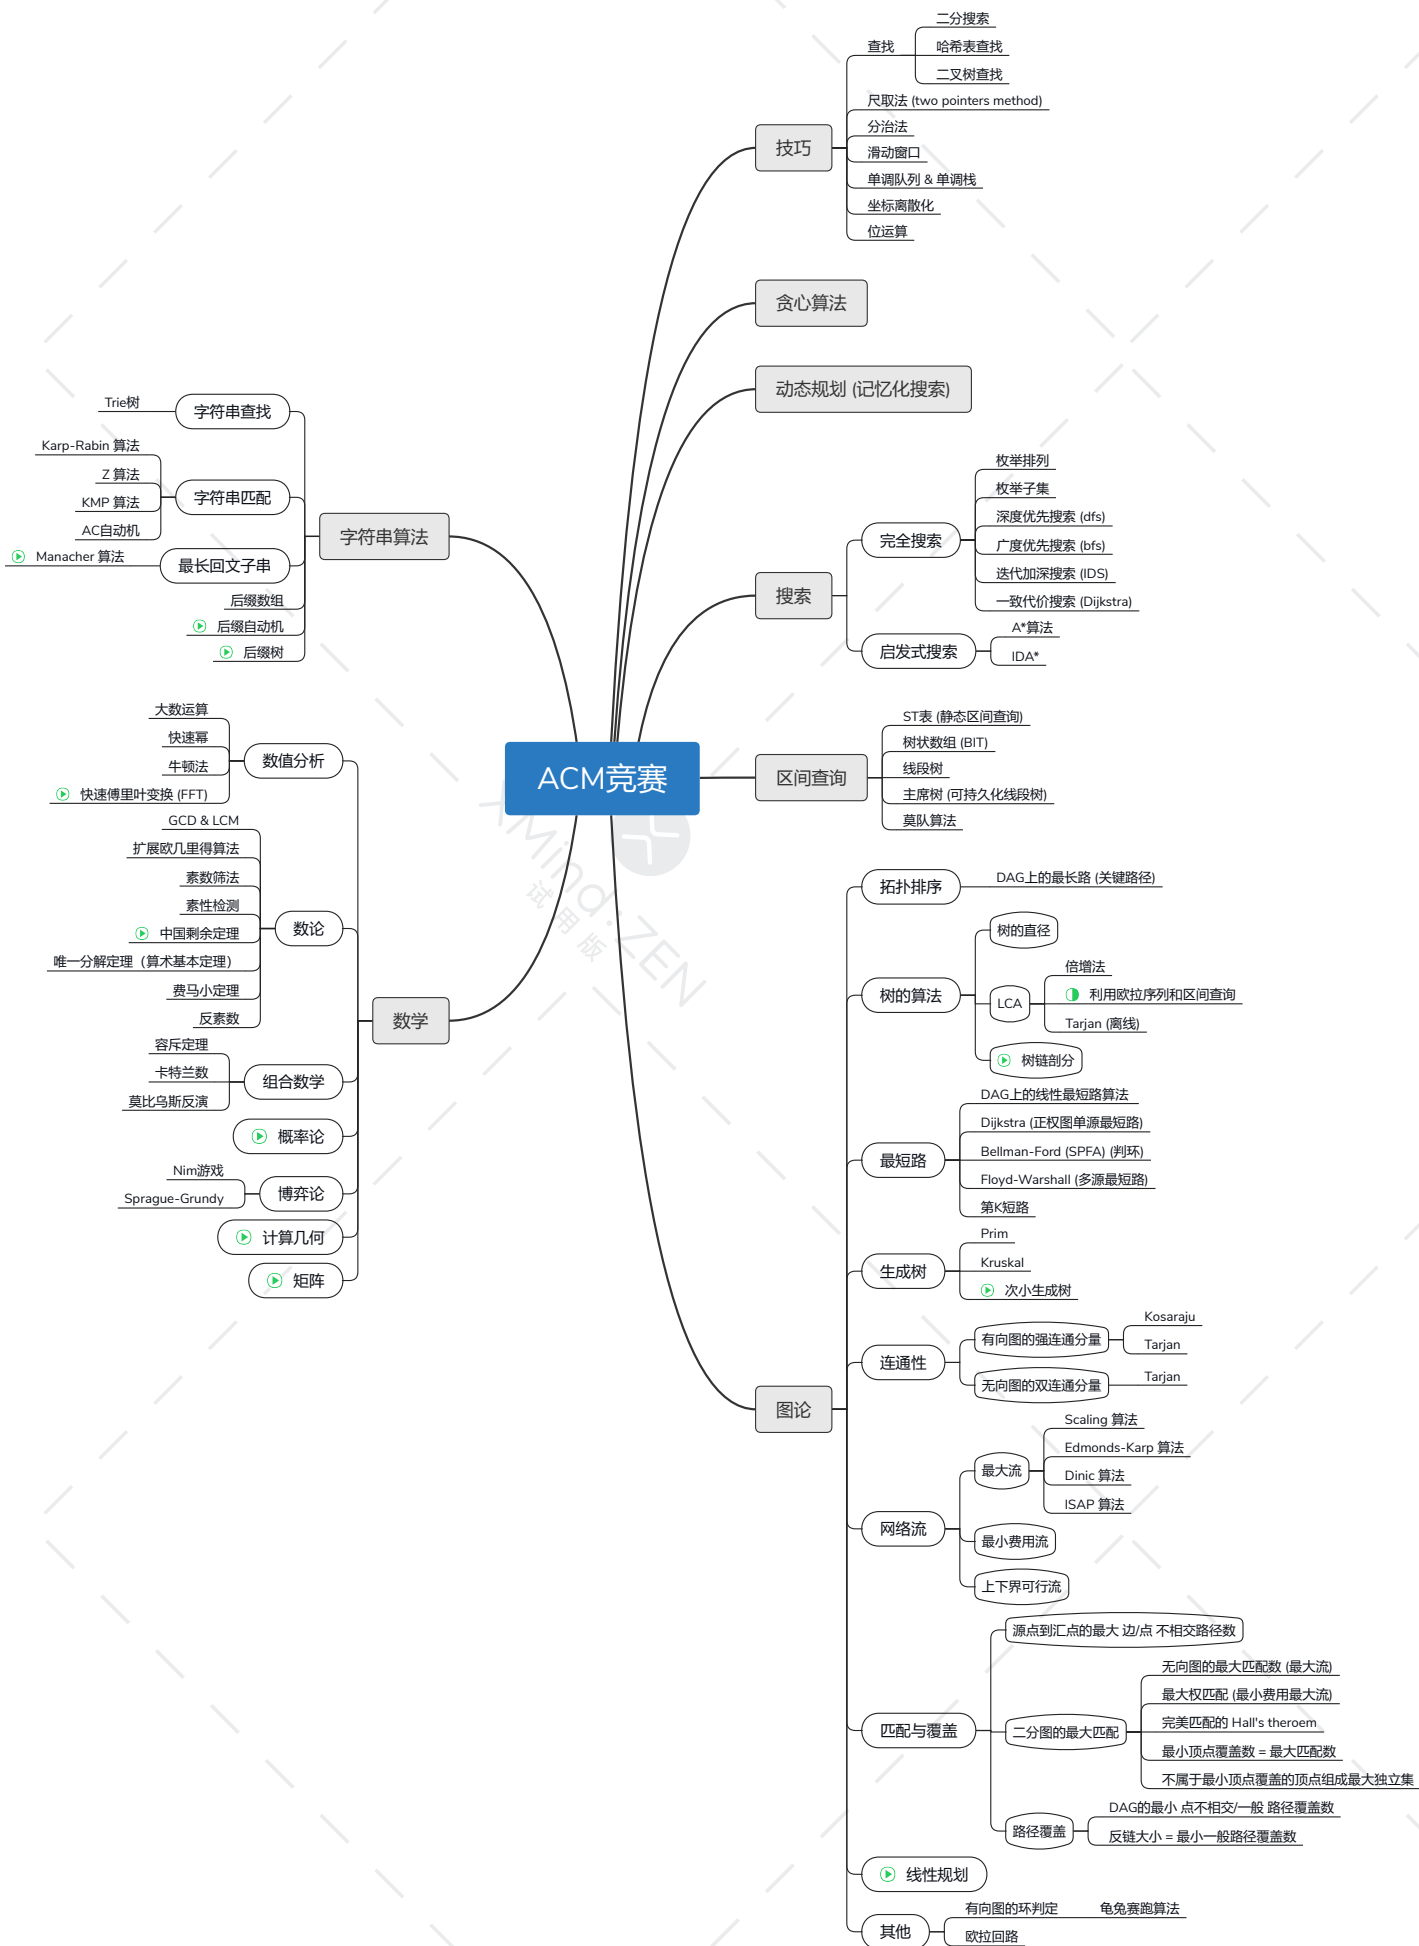 ACM竞赛
技巧
查找
二分搜索
哈希表查找
二叉树查找
尺取法 (two pointers method)
分治法
滑动窗口
单调队列 & 单调栈
坐标离散化
位运算
贪心算法
动态规划 (记忆化搜索)
搜索
完全搜索
枚举排列
枚举子集
深度优先搜索 (dfs)
广度优先搜索 (bfs)
迭代加深搜索 (IDS)
一致代价搜索 (Dijkstra)
启发式搜索
A*算法
IDA*
区间查询
ST表 (静态区间查询)
树状数组 (BIT)
线段树
主席树 (可持久化线段树)
莫队算法
图论
拓扑排序
DAG上的最长路 (关键路径)
树的算法
树的直径
LCA
倍增法
利用欧拉序列和区间查询
Tarjan (离线)
树链剖分
最短路
DAG上的线性最短路算法
Dijkstra (正权图单源最短路)
Bellman-Ford (SPFA) (判环)
Floyd-Warshall (多源最短路)
第K短路
生成树
Prim
Kruskal
次小生成树
连通性
有向图的强连通分量
Kosaraju
Tarjan
无向图的双连通分量
Tarjan
网络流
最大流
Scaling 算法
Edmonds-Karp 算法
Dinic 算法
ISAP 算法
最小费用流
上下界可行流
匹配与覆盖
源点到汇点的最大 边/点 不相交路径数
二分图的最大匹配
无向图的最大匹配数 (最大流)
最大权匹配 (最小费用最大流)
完美匹配的 Hall's theroem
最小顶点覆盖数 = 最大匹配数
不属于最小顶点覆盖的顶点组成最大独立集
路径覆盖
DAG的最小 点不相交/一般 路径覆盖数
反链大小 = 最小一般路径覆盖数
线性规划
其他
有向图的环判定
龟兔赛跑算法
欧拉回路
字符串算法
字符串查找
Trie树
字符串匹配
Karp-Rabin 算法
Z 算法
KMP 算法
AC自动机
最长回文子串
Manacher 算法
后缀数组
后缀自动机
后缀树
数学
数值分析
大数运算
快速幂
牛顿法
快速傅里叶变换 (FFT)
数论
GCD & LCM
扩展欧几里得算法
素数筛法
素性检测
中国剩余定理
唯一分解定理（算术基本定理）
费马小定理
反素数
组合数学
容斥定理
卡特兰数
莫比乌斯反演
概率论
博弈论
Nim游戏
Sprague-Grundy
计算几何
矩阵
XMind:ZEN
试用版